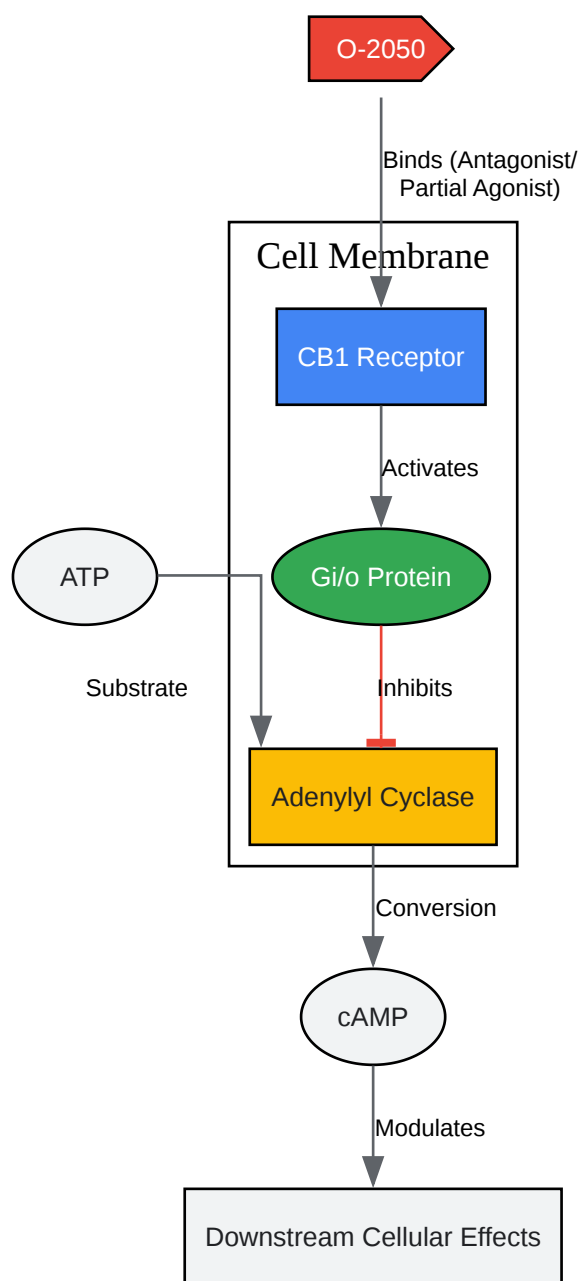 O-2050
Binds (Antagonist/
Partial Agonist)
Cell Membrane
CB1 Receptor
Activates
ATP
Gi/o Protein
Substrate
Inhibits
Adenylyl Cyclase
Conversion
cAMP
Modulates
Downstream Cellular Effects